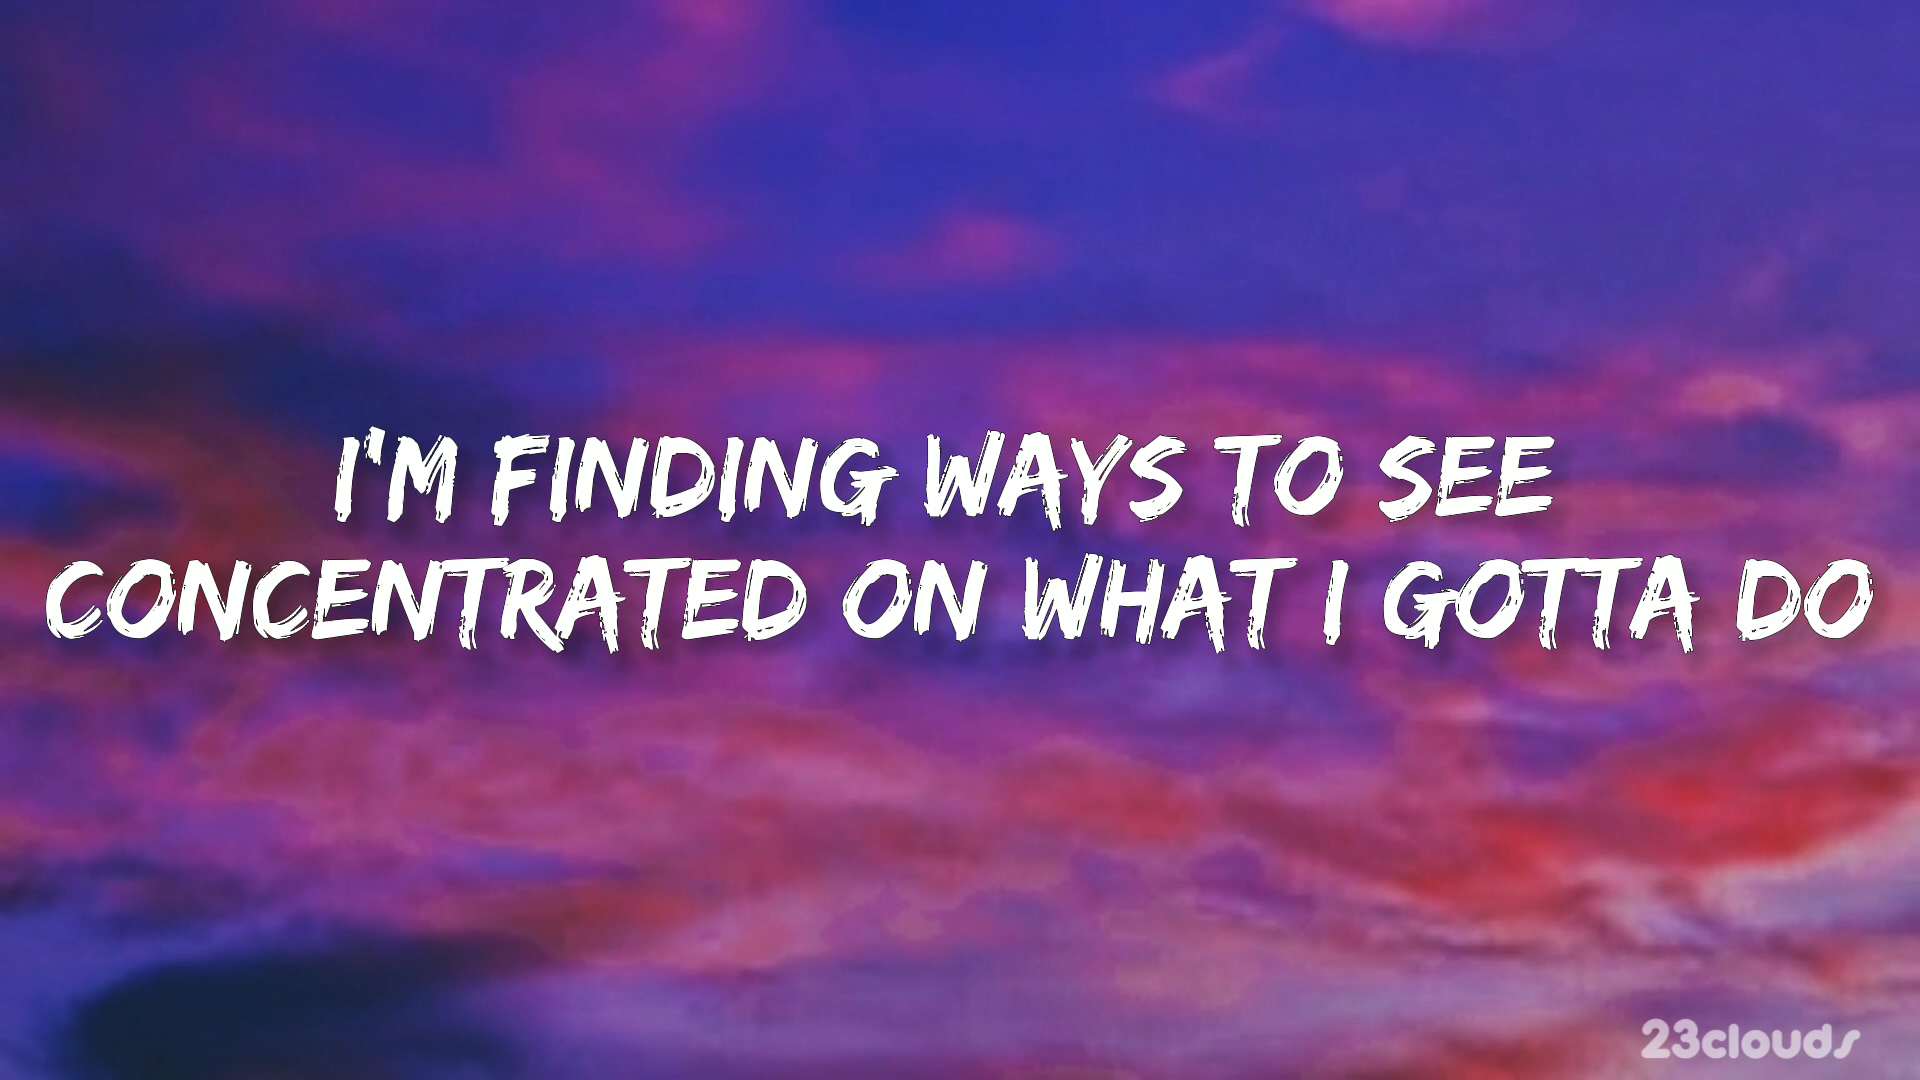 I'M FINDING WAYS TO SEE
CONCENTRATED ON WHAT I GOTTA DO
23clouds